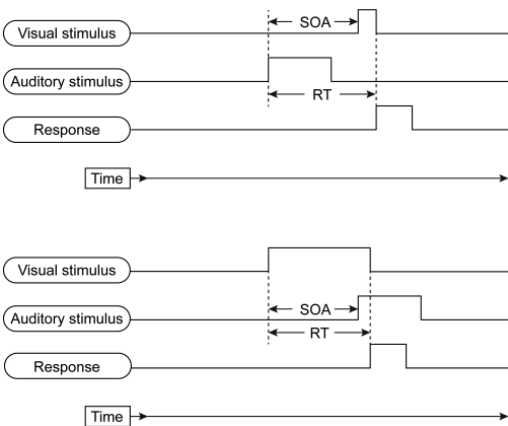 Visual stimulus
SOA
Auditory stimulus
RT
Response
Time
Visual stimulus
Auditory stimulus
SOA
RT
Response
Time